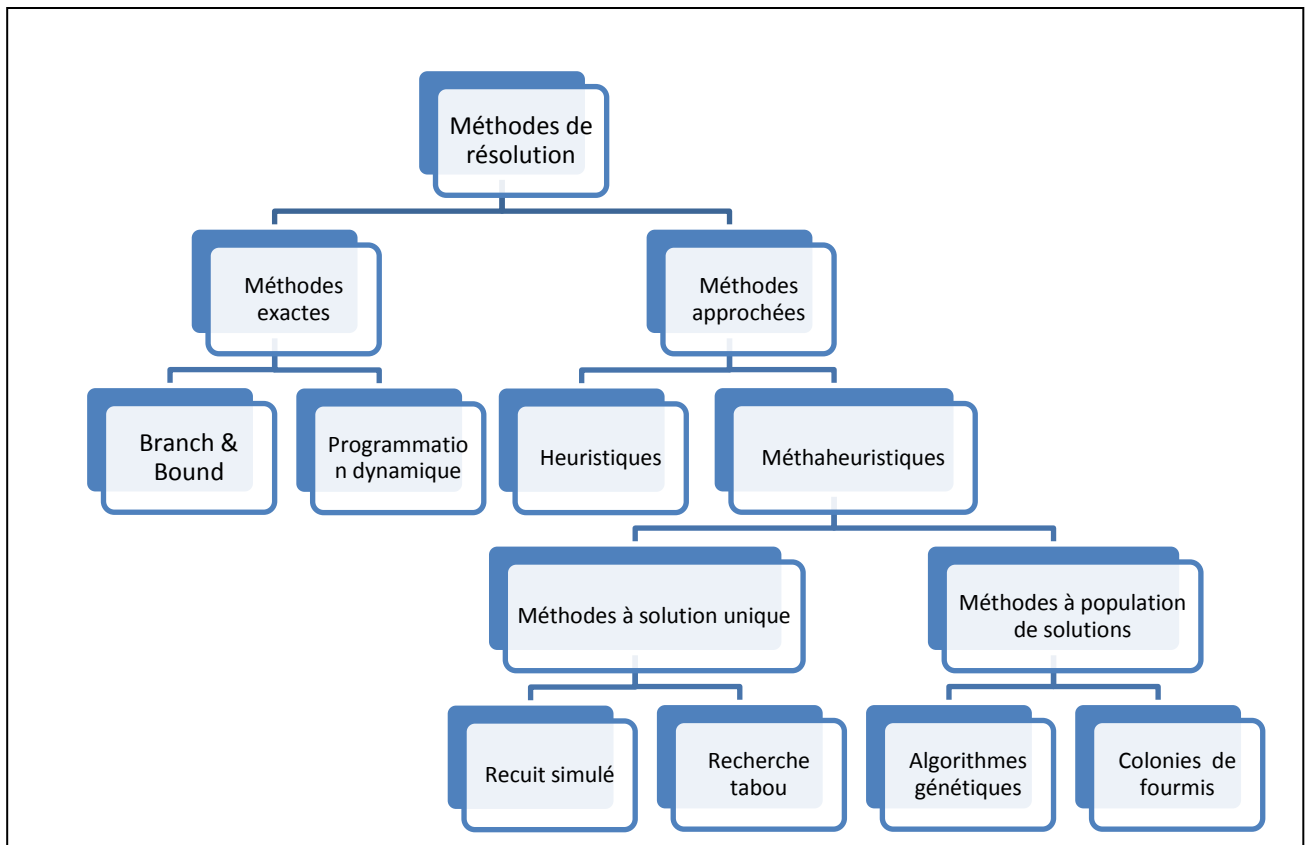 Méthodes de
résolution
Méthodes
exactes
Méthodes
approchées
Branch &
Bound
Programmatio
n dynamique
Heuristiques
Méthaheuristiques
Méthodes à solution unique
Méthodes à population
de solutions
Recuit simulé
Recherche
tabou
Algorithmes
génétiques
Colonies de
fourmis